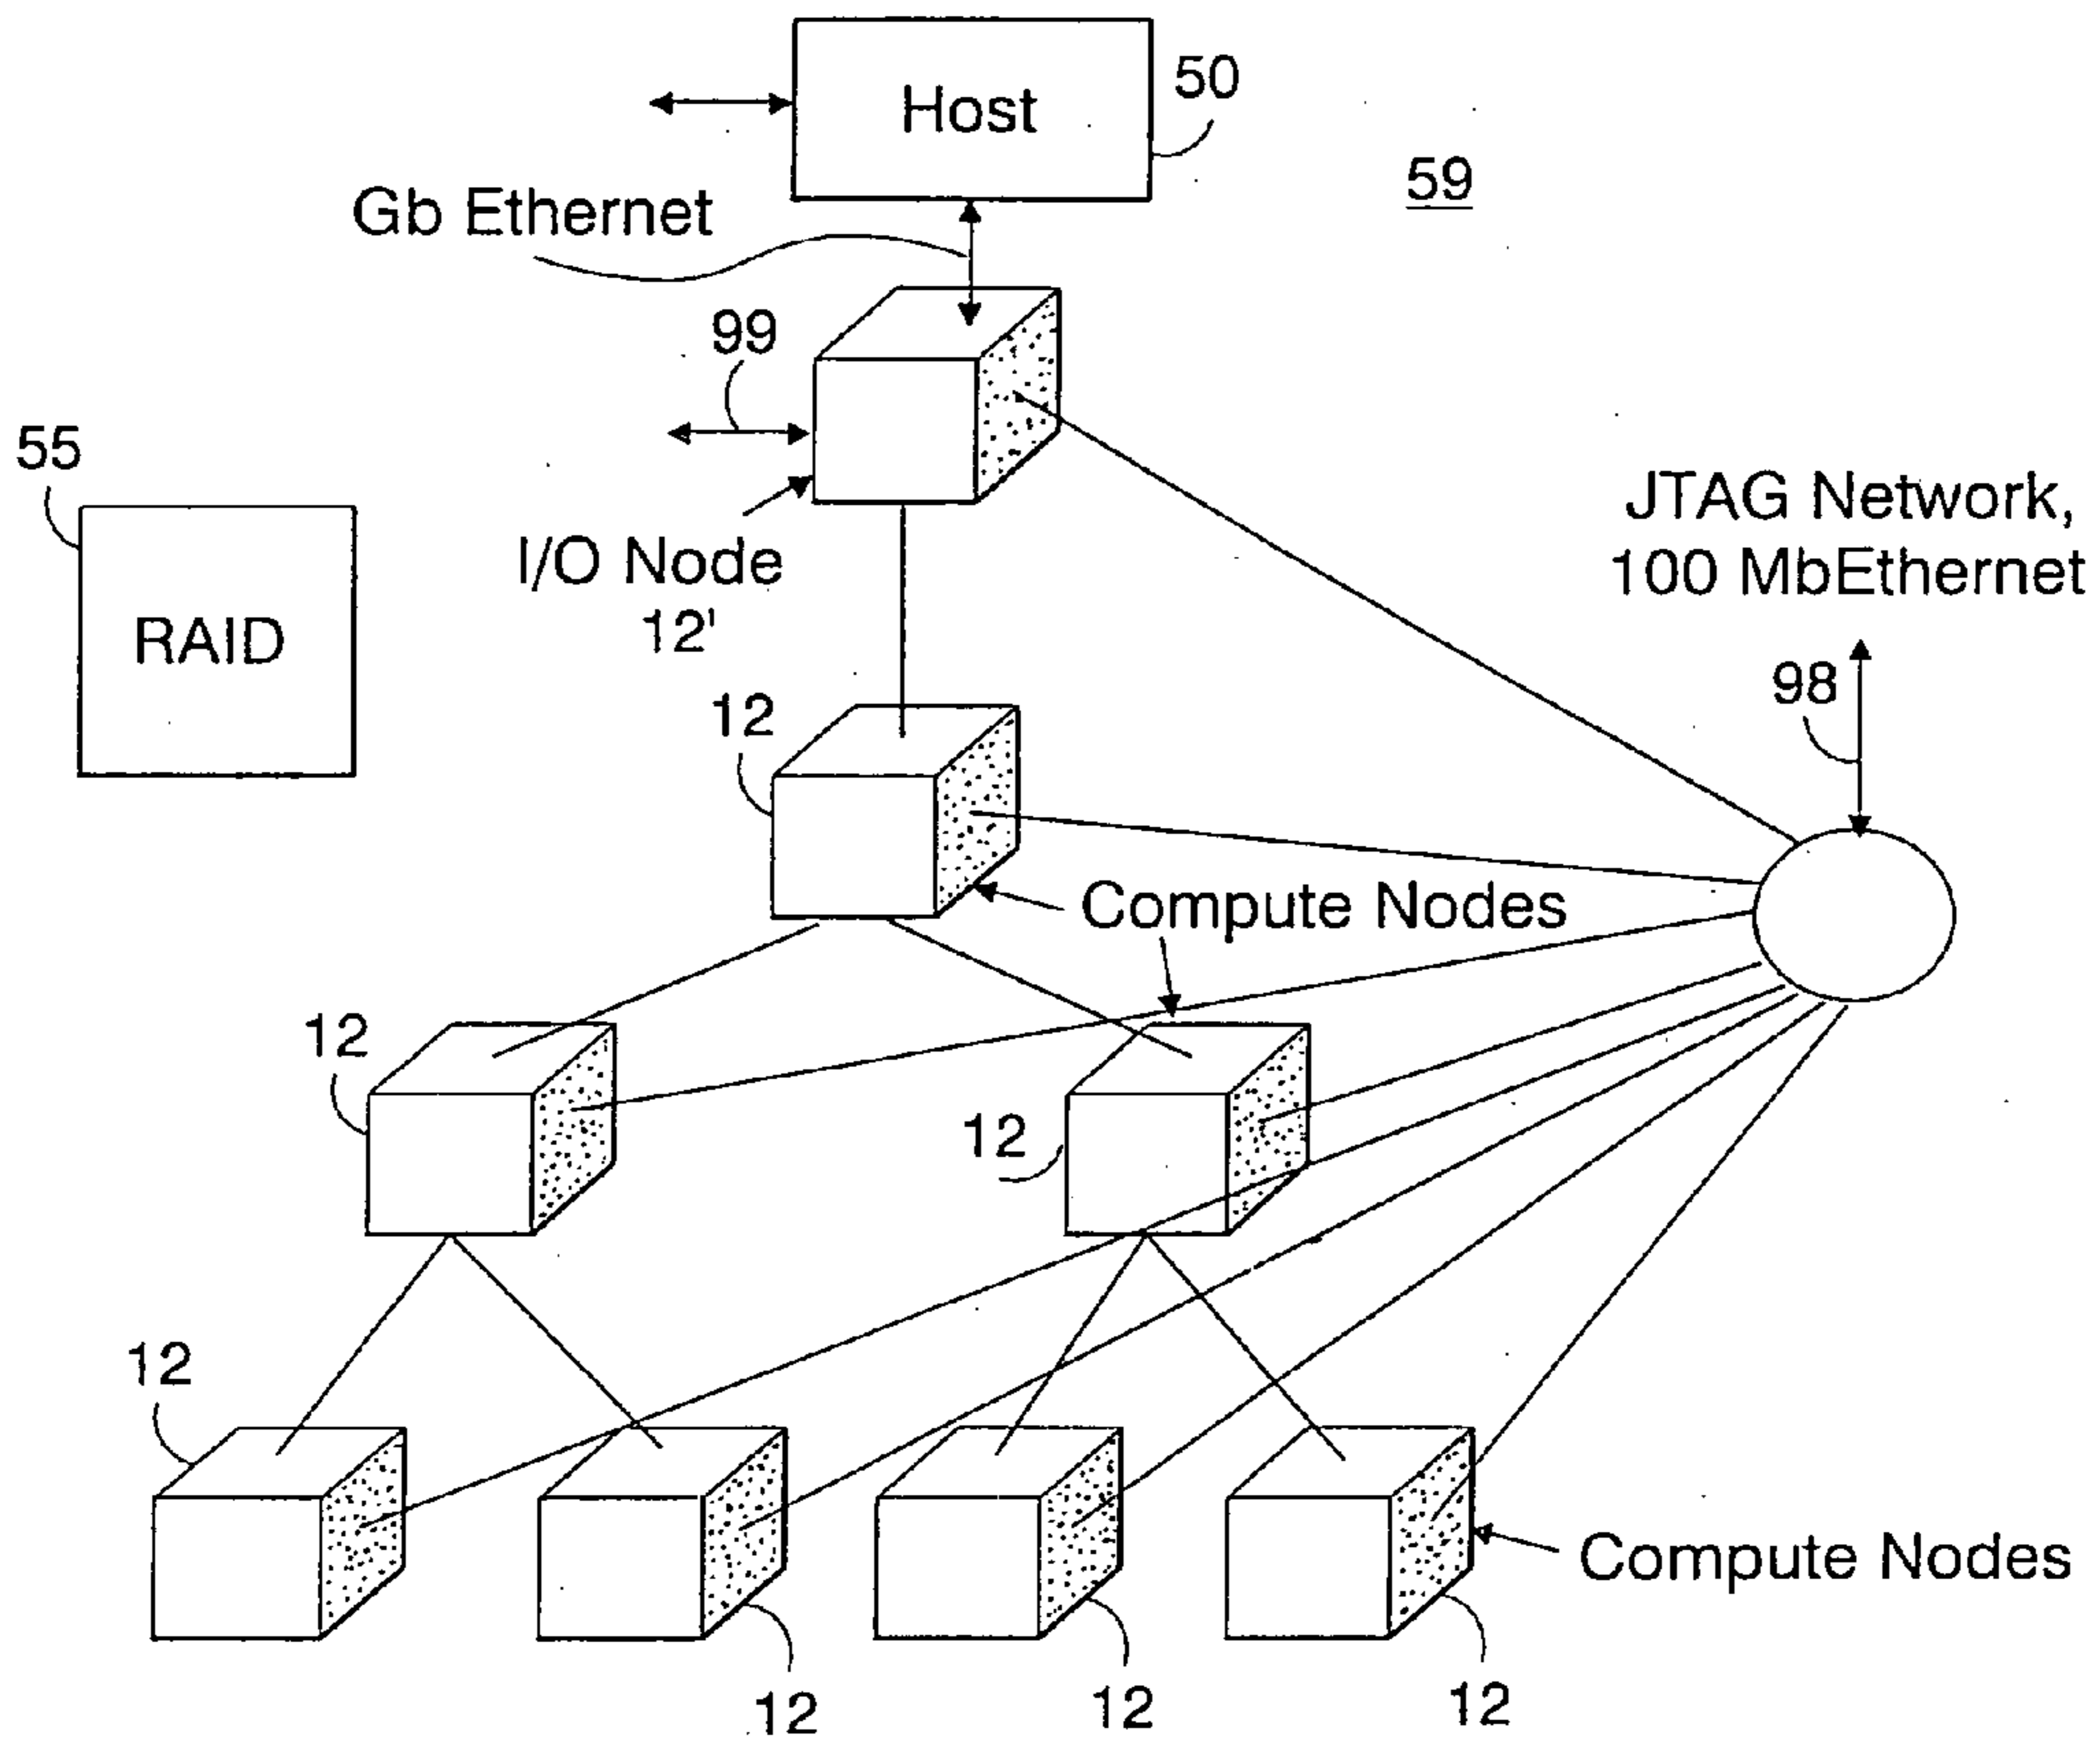 Host
50
59
Gb Ethernet
99
55
RAID
I/O Node
12'
JTAG Network,
100 MbEthernet
98
12
Compute Nodes
12
12
12
Compute Nodes
12
12
12